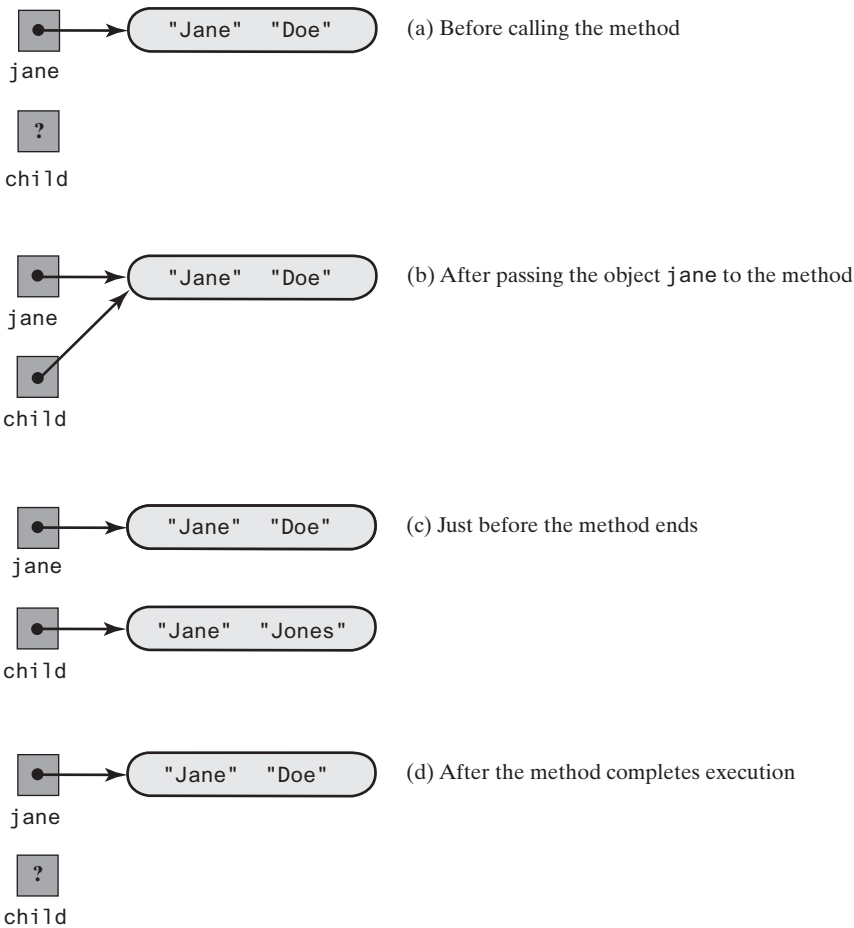 "Jane" "Doe" (a) Before calling the method
jane
?
child
"Jane" "Doe" (b) After passing the object jane to the method
jane
child
"Jane" "Doe" (c) Just before the method ends
jane
"Jane" "Jones"
child
"Jane" "Doe" (d) After the method completes execution
jane
?
child